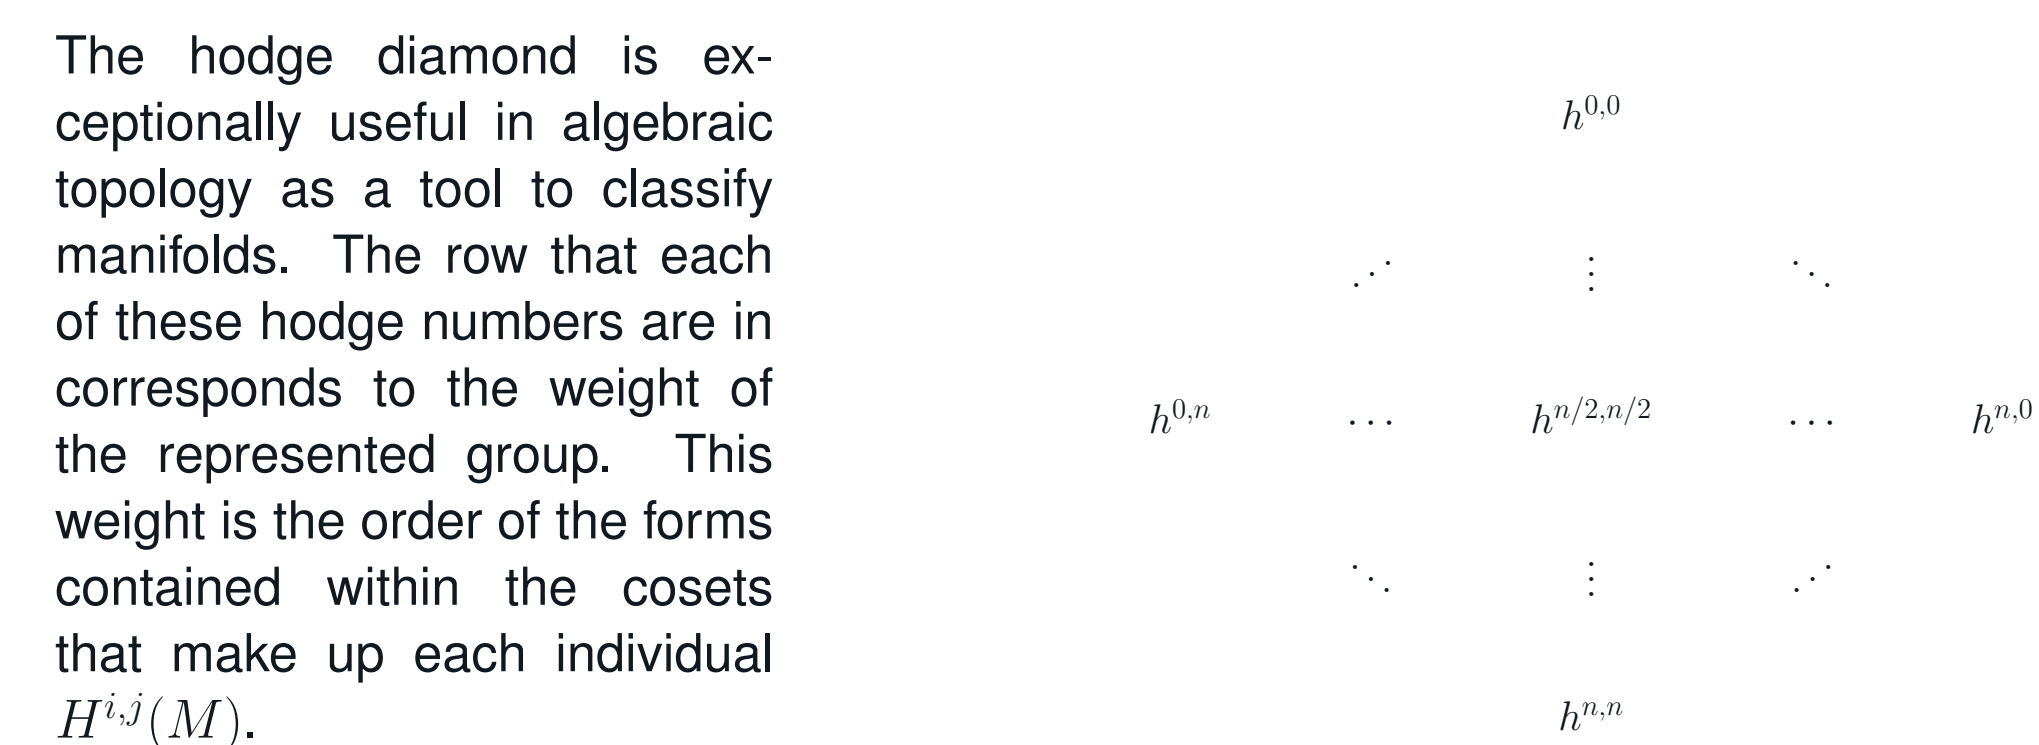 The hodge diamond is ex-
ceptionally useful in algebraic
topology as a tool to classify
manifolds. The row that each
of these hodge numbers are in
corresponds to the weight of
the represented group. This
weight is the order of the forms
contained within the cosets
that make up each individual
$H^{i,j}(M)$.
$h^{0,0}$
⋰ ⋮ ⋱
$h^{0,n}$ ⋯ $h^{n/2,n/2}$ ⋯ $h^{n,0}$
⋱ ⋮ ⋰
$h^{n,n}$